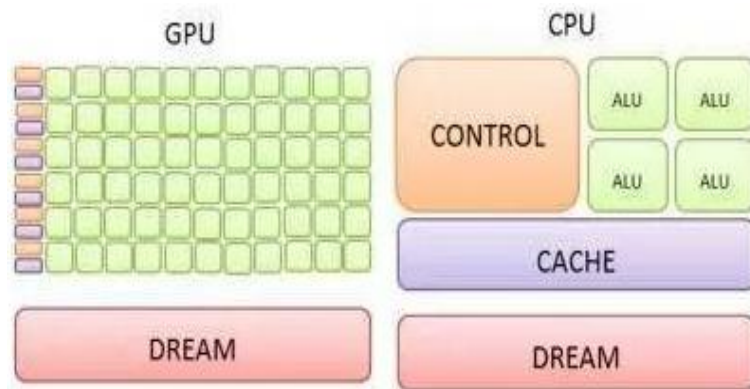 GPU
DREAM
CPU
CONTROL
ALU ALU
ALU ALU
CACHE
DREAM